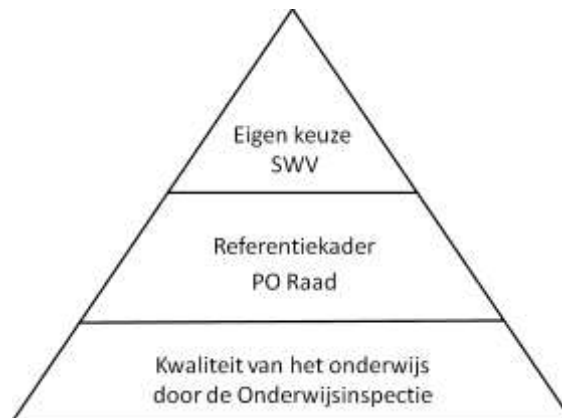 Eigen keuze
SWV
Referentiekader
PO Raad
Kwaliteit van het onderwijs
door de Onderwijsinspectie